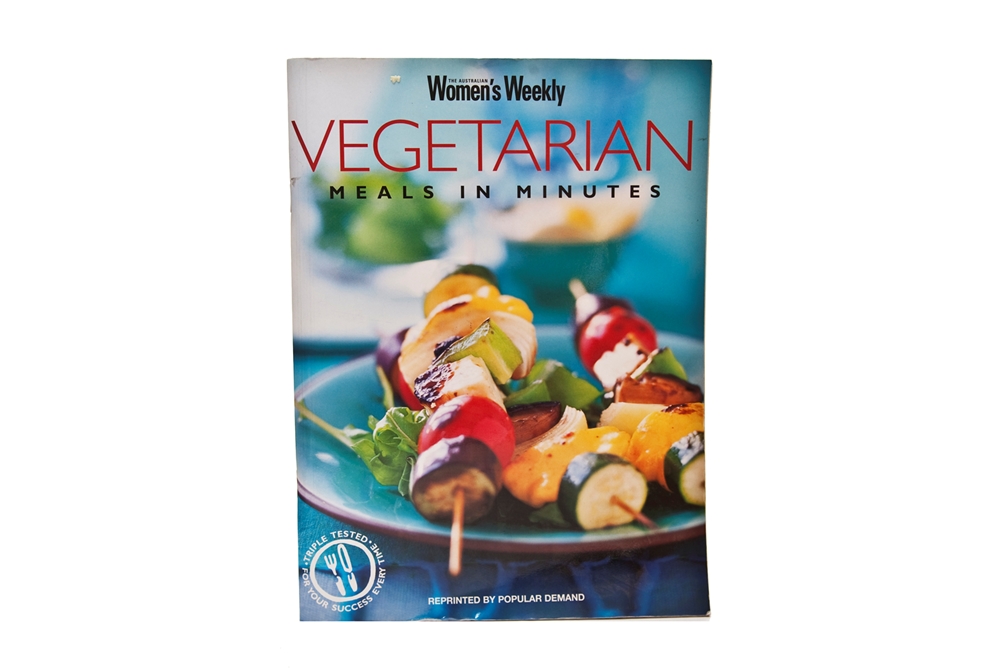 THE AUSTRALIAN
Women's Weekly
VEGETARIAN
MEALS IN MINUTES
• TRIPLE TESTED •
FOR YOUR SUCCESS EVERY TIME
REPRINTED BY POPULAR DEMAND